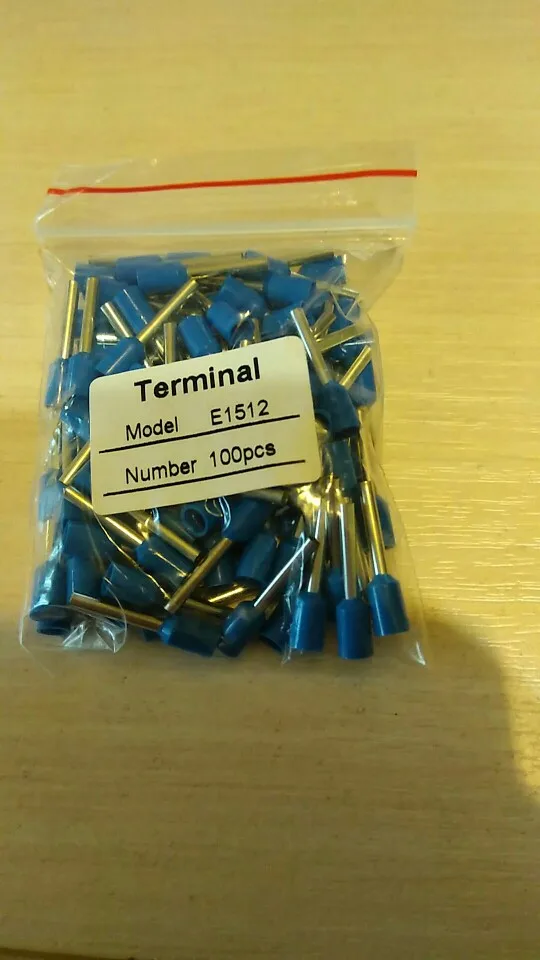 Terminal
Model E1512
Number 100pcs